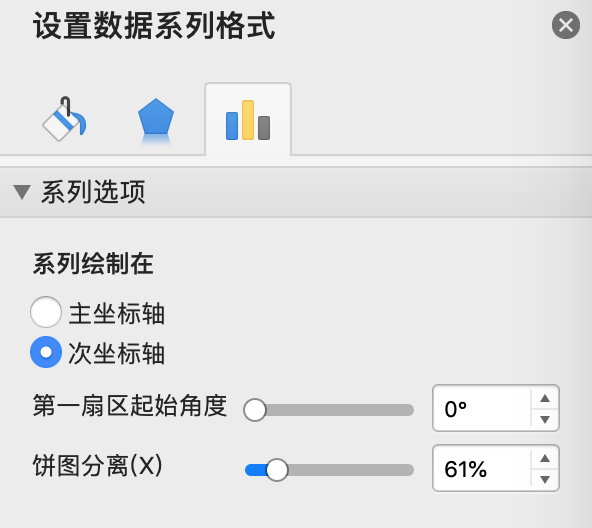 设置数据系列格式
系列选项
系列绘制在
主坐标轴
次坐标轴
第一扇区起始角度 0°
饼图分离(X) 61%